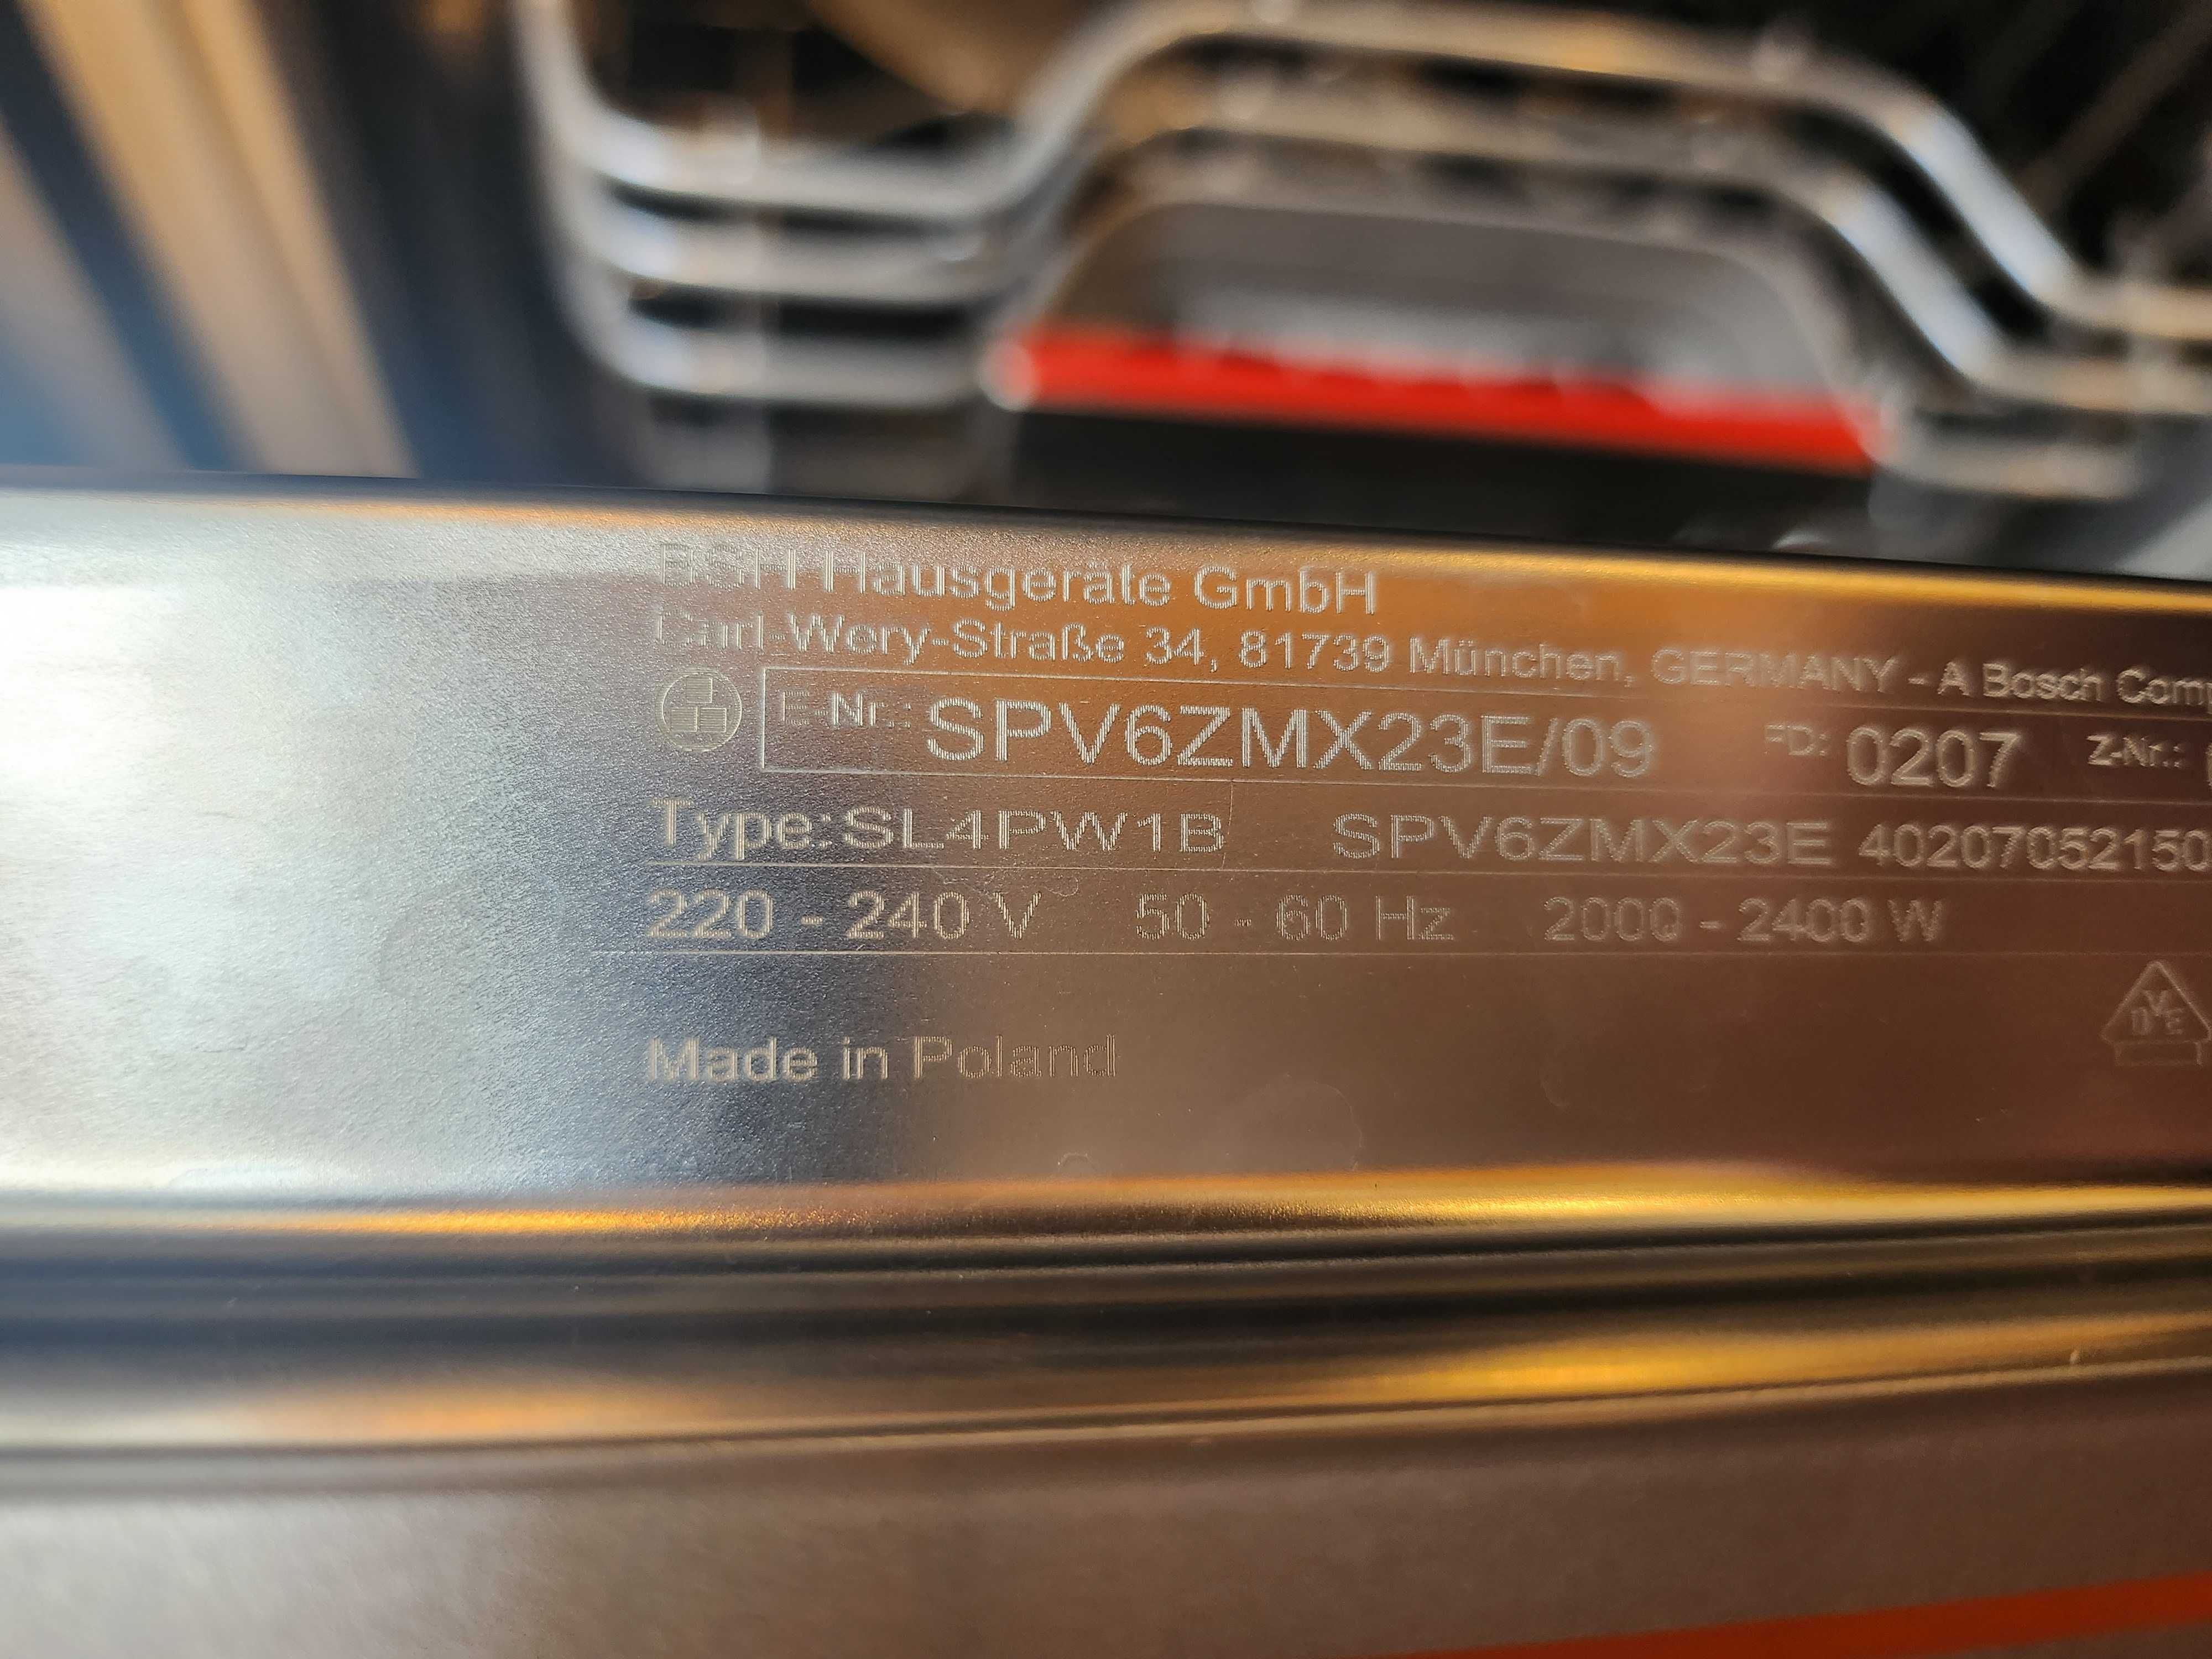 BSH Hausgeräte GmbH
Carl-Wery-Straße 34, 81739 München, GERMANY - A Bosch
E-Nr.: SPV6ZMX23E/09 FD: 0207 Z-Nr.:
Type: SL4PW1B SPV6ZMX23E 40207052150
220 - 240 V 50 - 60 Hz 2000 - 2400 W
DVE
Made in Poland